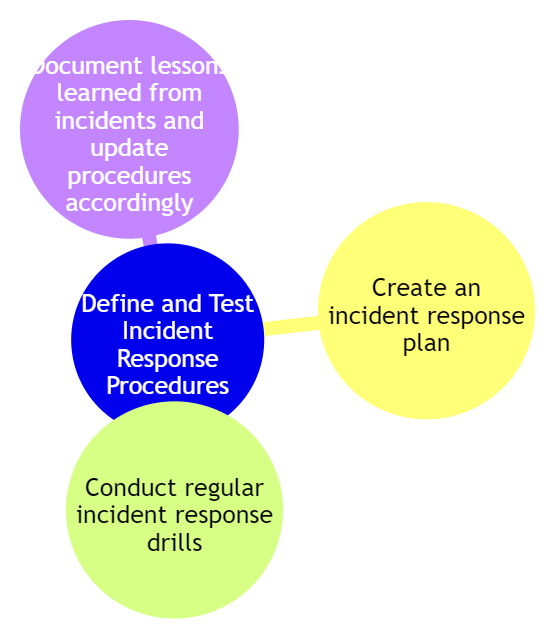 Document lessons
learned from
incidents and
update
procedures
accordingly
Define and Test
Incident
Response
Procedures
Create an
incident response
plan
Conduct regular
incident response
drills